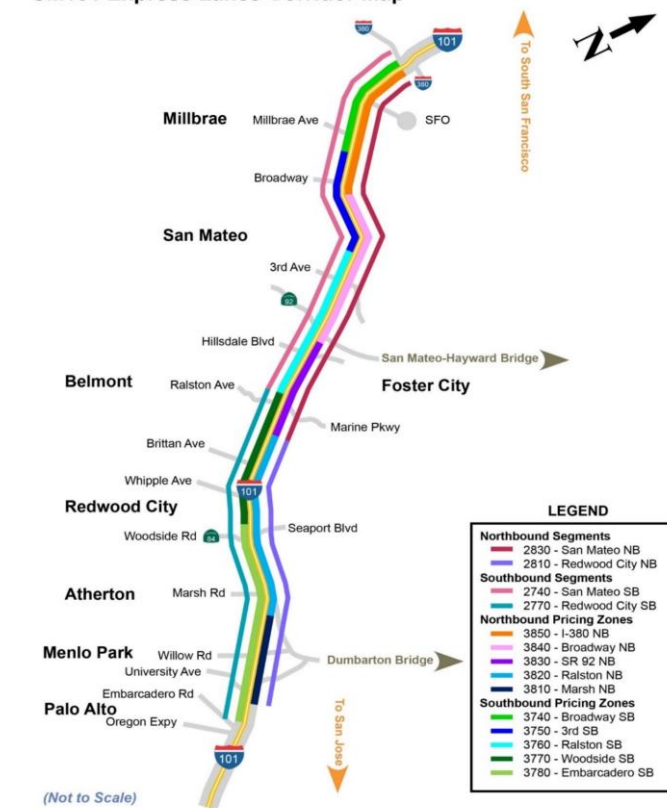 380
101
To South San Francisco
N
380
Millbrae
Millbrae Ave
SFO
Broadway
San Mateo
3rd Ave
92
Hillsdale Blvd
San Mateo-Hayward Bridge
Belmont
Ralston Ave
Foster City
Marine Pkwy
Brittan Ave
Whipple Ave
101
Redwood City
Woodside Rd
84
Seaport Blvd
Atherton
Marsh Rd
Menlo Park
Willow Rd
Dumbarton Bridge
University Ave
Embarcadero Rd
Palo Alto
Oregon Expy
To San Jose
101
(Not to Scale)
LEGEND
Northbound Segments
2830 - San Mateo NB
2810 - Redwood City NB
Southbound Segments
2740 - San Mateo SB
2770 - Redwood City SB
Northbound Pricing Zones
3850 - I-380 NB
3840 - Broadway NB
3830 - SR 92 NB
3820 - Ralston NB
3810 - Marsh NB
Southbound Pricing Zones
3740 - Broadway SB
3750 - 3rd SB
3760 - Ralston SB
3770 - Woodside SB
3780 - Embarcadero SB